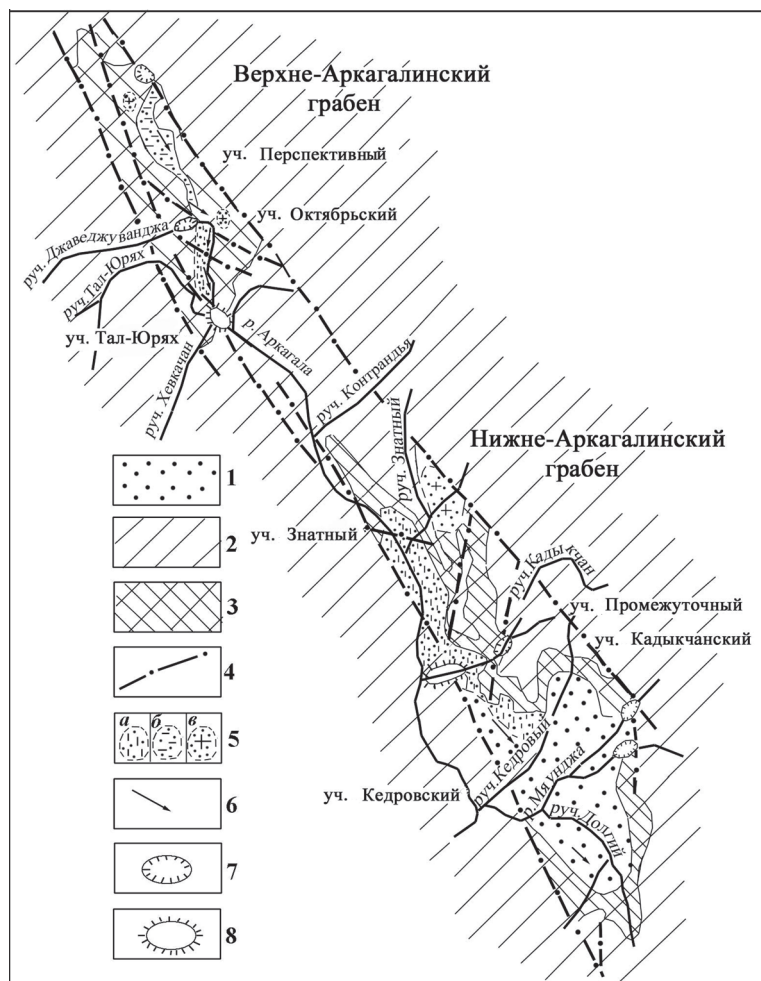 Верхне-Аркагалинский
грабен
уч. Перспективный
уч. Октябрьский
руч. Джаведжуванджа
руч.Тал-Юрях
уч. Тал-Юрях
руч. Хевкачан
р. Аркагала
руч. Контрандья
руч. Знатный
Нижне-Аркагалинский
грабен
уч. Знатный
руч.Кадыкчан
уч. Промежуточный
уч. Кадыкчанский
уч. Кедровский
руч.Кедровый
р.Мяунджа
руч.Долгий
1
2
3
4
а б в 5
6
7
8